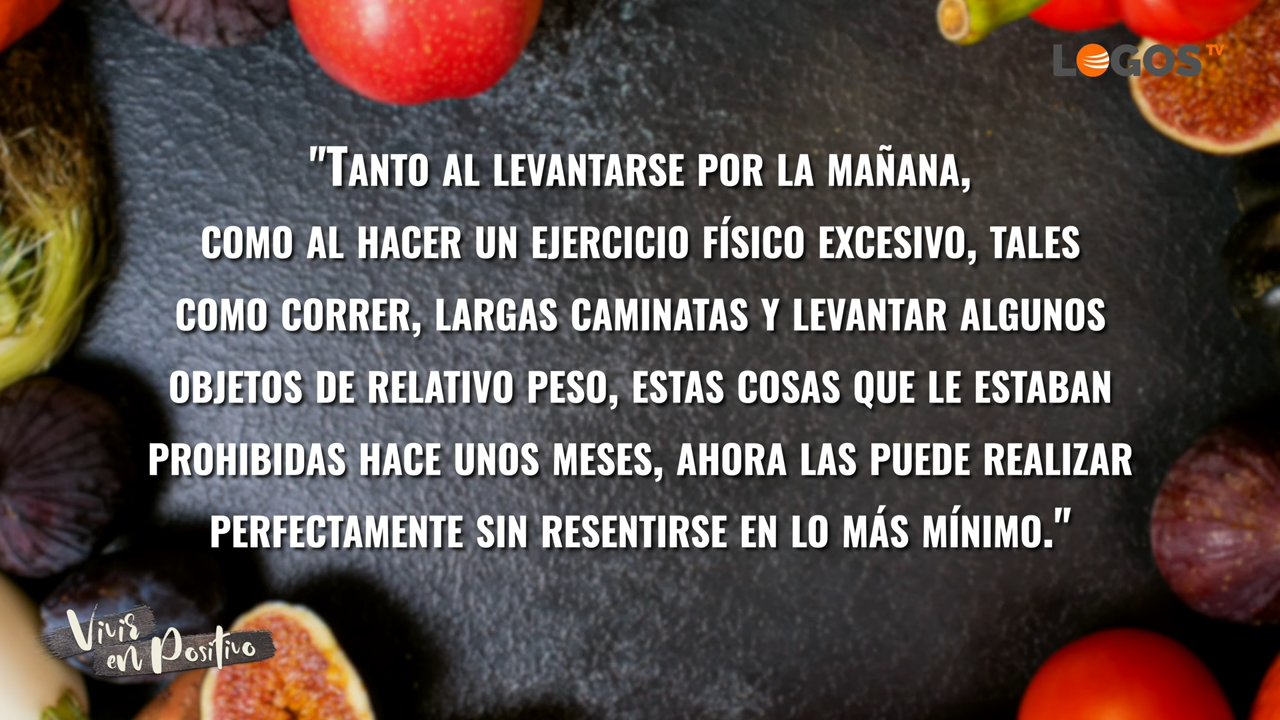 LOGOS TV
"Tanto al levantarse por la mañana,
como al hacer un ejercicio físico excesivo, tales
como correr, largas caminatas y levantar algunos
objetos de relativo peso, estas cosas que le estaban
prohibidas hace unos meses, ahora las puede realizar
perfectamente sin resentirse en lo más mínimo."
Vivir
en Positivo